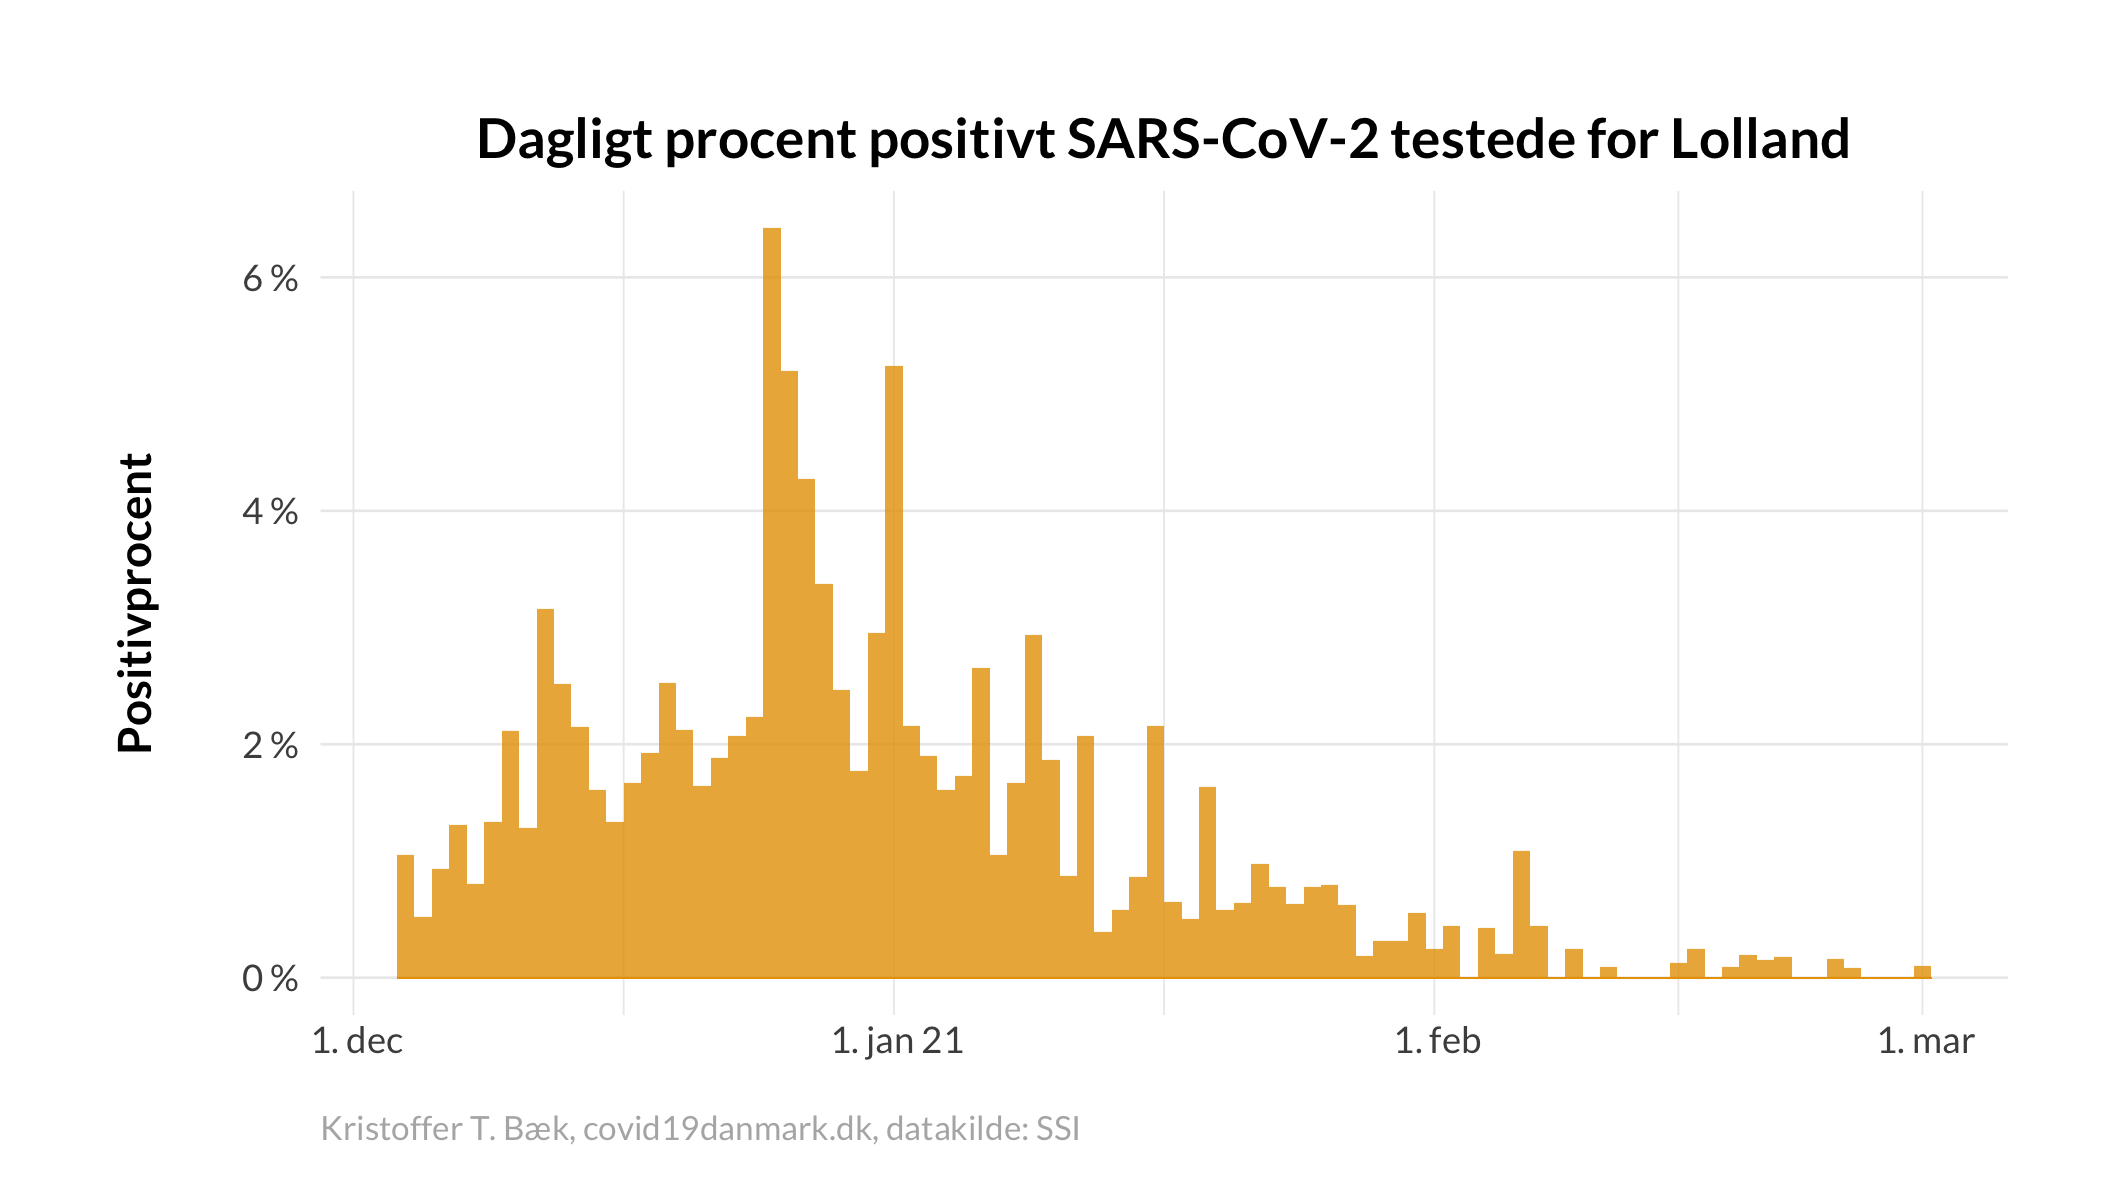 Dagligt procent positivt SARS-CoV-2 testede for Lolland
Positivprocent
6 %
4 %
2 %
0 %
1. dec
1. jan 21
1. feb
1. mar
Kristoffer T. Bæk, covid19danmark.dk, datakilde: SSI